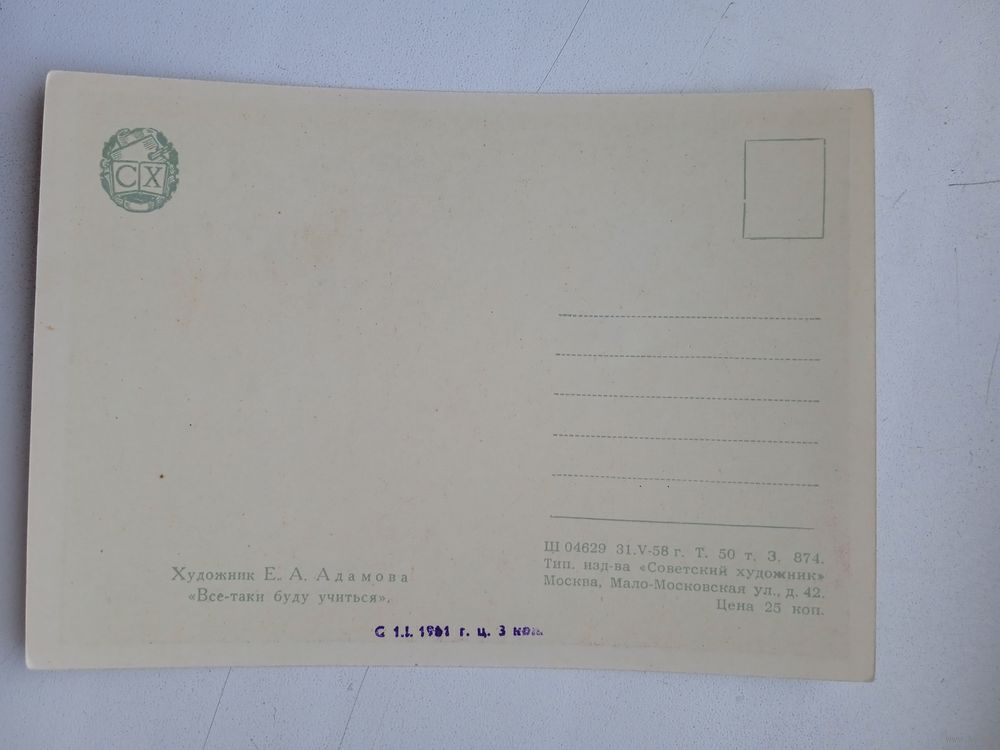 СХ
Художник Е. А. Адамова
«Все-таки буду учиться».
Ш 04629 31.V-58 г. Т. 50 т. З. 874.
Тип. изд-ва «Советский художник»
Москва, Мало-Московская ул., д. 42.
Цена 25 коп.
С 1.I. 1961 г. ц. 3 коп.